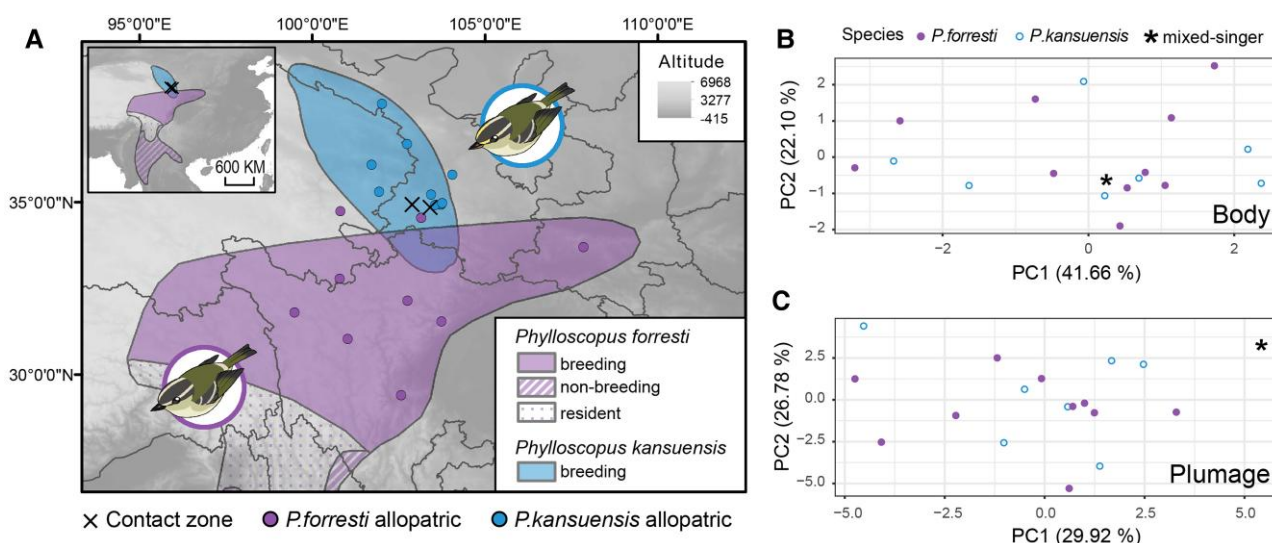 A
95°0'0"E 100°0'0"E 105°0'0"E 110°0'0"E
35°0'0"N
30°0'0"N
600 KM
Altitude
6968
3277
-415
Phylloscopus forresti
breeding
non-breeding
resident
Phylloscopus kansuensis
breeding
× Contact zone P.forresti allopatric P.kansuensis allopatric
B
Species P.forresti P.kansuensis * mixed-singer
PC2 (22.10 %)
2
1
0
−1
−2
*
Body
−2 0 2
PC1 (41.66 %)
C
PC2 (26.78 %)
2.5
0.0
−2.5
−5.0
*
Plumage
−5.0 −2.5 0.0 2.5 5.0
PC1 (29.92 %)